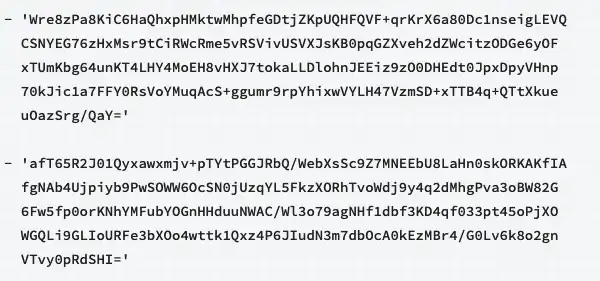 - 'Wre8zPa8KiC6HaQhxpHMktwMhpfeGDtjZKpUQHFQVF+qrKrX6a80Dc1nseigLEVQ
CSNYEG76zHxMsr9tCiRWcRme5vRSVivUSVXJsKB0pqGZXveh2dZWcitzODGe6yOF
xTUmKbg64unKT4LHY4MoEH8vHXJ7tokaLLDlohnJEEiz9zO0DHEdt0JpxDpyVHnp
70kJic1a7FFY0RsVoYMuqAcS+ggumr9rpYhixwVYLH47VzmSD+xTTB4q+QTtXkue
uOazSrg/QaY='
- 'afT65R2J01Qyxawxmjv+pTYtPGGJRbQ/WebXsSc9Z7MNEEbU8LaHn0skORKAKfIA
fgNAb4Ujpiyb9PwSOWW6OcSN0jUzqYL5FkzXORhTvoWdj9y4q2dMhgPva3oBW82G
6Fw5fp0orKNhYMFubYOGnHHduuNWAC/Wl3o79agNHf1dbf3KD4qf033pt45oPjXO
WGQLi9GLIoURFe3bXOo4wttk1Qxz4P6JIudN3m7dbOcA0kEzMBr4/G0Lv6k8o2gn
VTvy0pRdSHI='